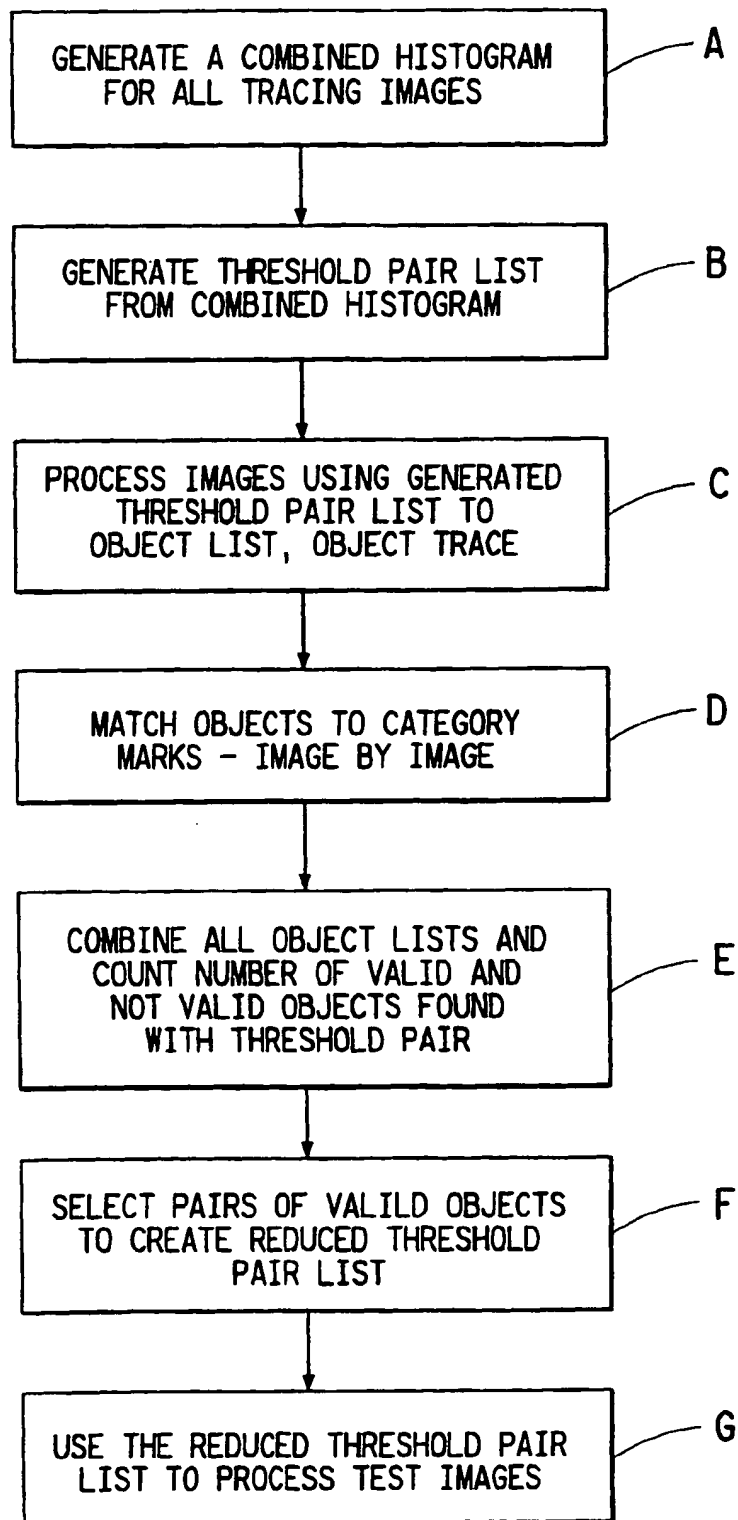 GENERATE A COMBINED HISTOGRAM
FOR ALL TRACING IMAGES
A
GENERATE THRESHOLD PAIR LIST
FROM COMBINED HISTOGRAM
B
PROCESS IMAGES USING GENERATED
THRESHOLD PAIR LIST TO
OBJECT LIST, OBJECT TRACE
C
MATCH OBJECTS TO CATEGORY
MARKS – IMAGE BY IMAGE
D
COMBINE ALL OBJECT LISTS AND
COUNT NUMBER OF VALID AND
NOT VALID OBJECTS FOUND
WITH THRESHOLD PAIR
E
SELECT PAIRS OF VALILD OBJECTS
TO CREATE REDUCED THRESHOLD
PAIR LIST
F
USE THE REDUCED THRESHOLD PAIR
LIST TO PROCESS TEST IMAGES
G